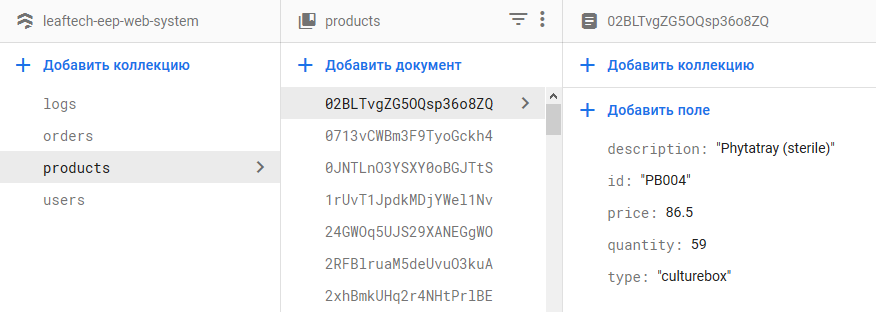 leaftech-eep-web-system
Добавить коллекцию
logs
orders
products
users
products
Добавить документ
02BLTvgZG5OQsp36o8ZQ
0713vCWBm3F9TyoGckh4
0JNTLnO3YSXY0oBGJTtS
1rUvT1JpdkMDjYWel1Nv
24GWOq5UJS29XANEGgWO
2RFBlruaM5deUvuO3kuA
2xhBmkUHq2r4NHtPrlBE
02BLTvgZG5OQsp36o8ZQ
Добавить коллекцию
Добавить поле
description: "Phytatray (sterile)"
id: "PB004"
price: 86.5
quantity: 59
type: "culturebox"